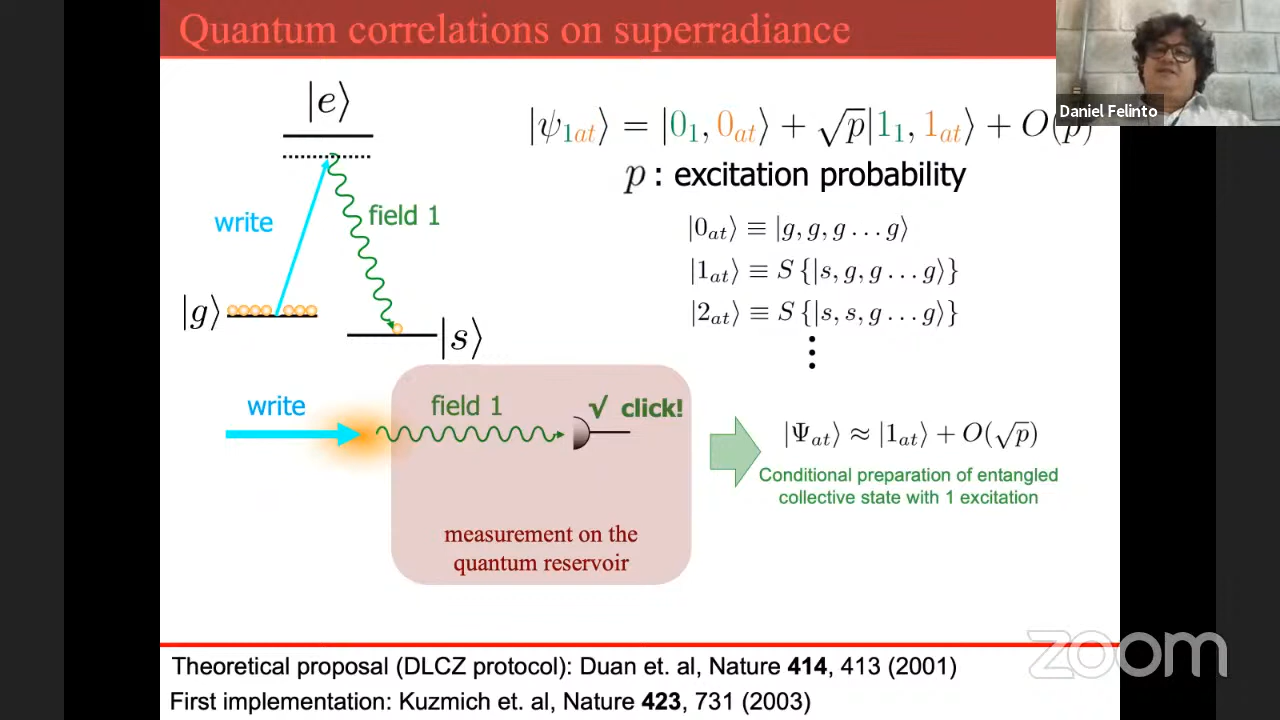 Quantum correlations on superradiance
Daniel Felinto
|e⟩
|ψ₁ₐₜ⟩ = |0₁, 0ₐₜ⟩ + √p|1₁, 1ₐₜ⟩ + O(p)
p : excitation probability
write
field 1
|0ₐₜ⟩ ≡ |g, g, g … g⟩
|1ₐₜ⟩ ≡ S {|s, g, g … g⟩}
|2ₐₜ⟩ ≡ S {|s, s, g … g⟩}
⋮
|g⟩
|s⟩
write
field 1
√ click!
|Ψₐₜ⟩ ≈ |1ₐₜ⟩ + O(√p)
Conditional preparation of entangled
collective state with 1 excitation
measurement on the
quantum reservoir
zoom
Theoretical proposal (DLCZ protocol): Duan et. al, Nature 414, 413 (2001)
First implementation: Kuzmich et. al, Nature 423, 731 (2003)